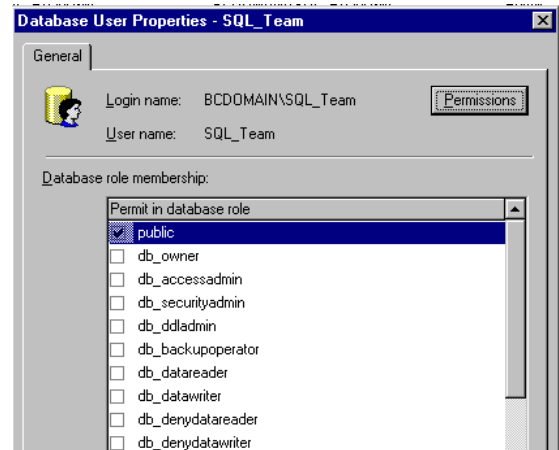 Database User Properties - SQL_Team
General
Login name: BCDOMAIN\SQL_Team Permissions
User name: SQL_Team
Database role membership:
Permit in database role
public
db_owner
db_accessadmin
db_securityadmin
db_ddladmin
db_backupoperator
db_datareader
db_datawriter
db_denydatareader
db_denydatawriter